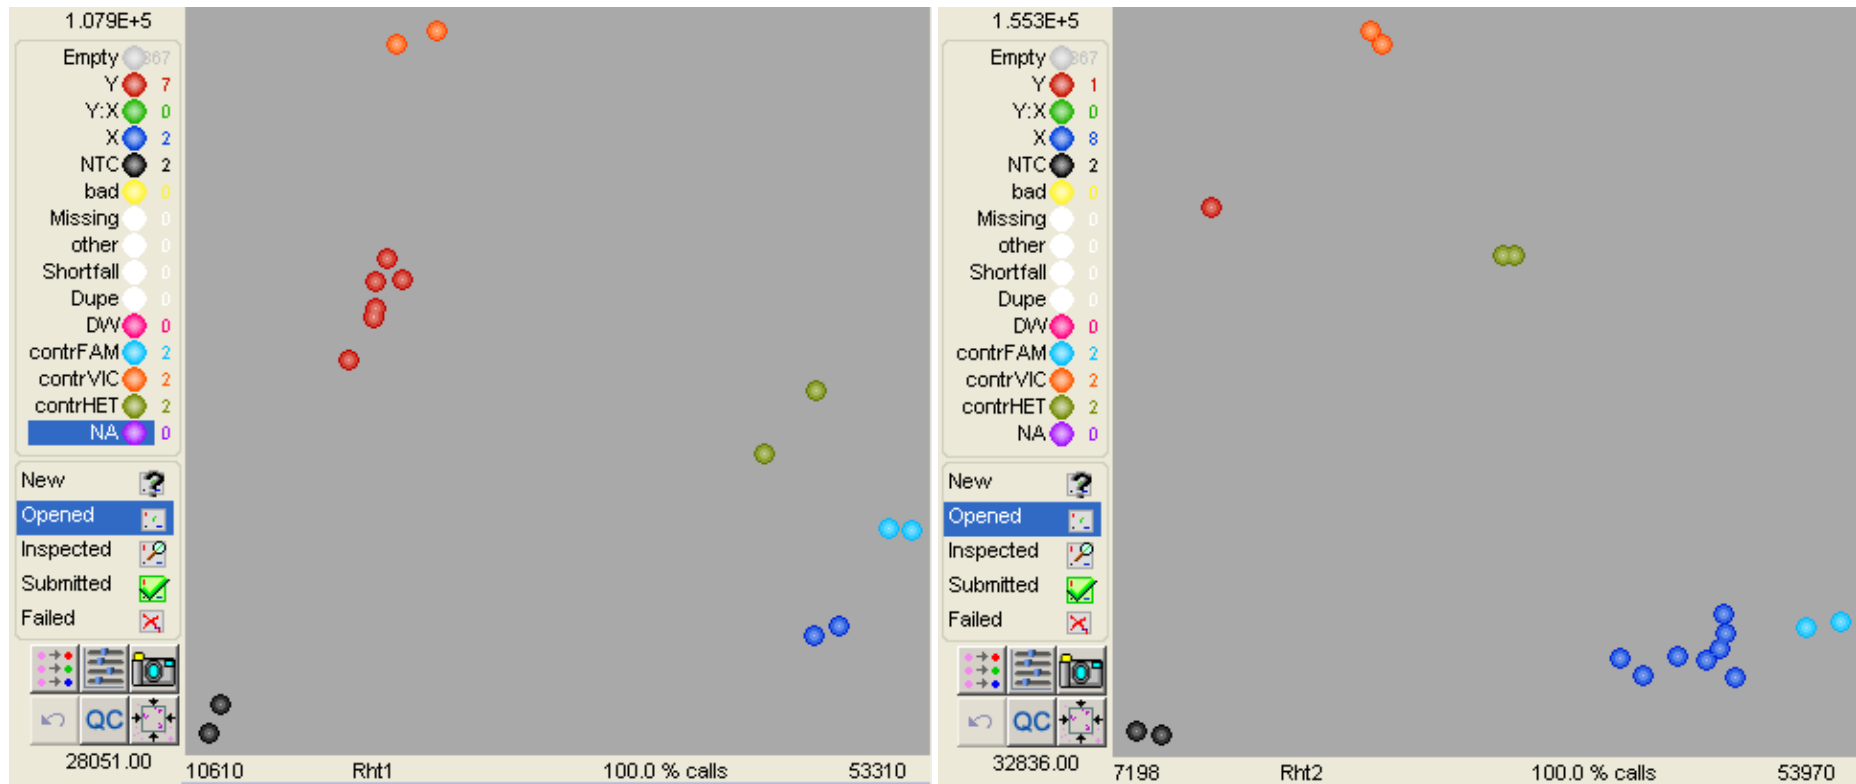 1.079E+5
Empty 367
Y 7
Y:X 0
X 2
NTC 2
bad 0
Missing 0
other 0
Shortfall 0
Dupe 0
DW 0
contrFAM 2
contrVIC 2
contrHET 2
NA 0
New
Opened
Inspected
Submitted
Failed
QC
28051.00
10610 Rht1 100.0 % calls 53310
1.553E+5
Empty 367
Y 1
Y:X 0
X 8
NTC 2
bad 0
Missing 0
other 0
Shortfall 0
Dupe 0
DW 0
contrFAM 2
contrVIC 2
contrHET 2
NA 0
New
Opened
Inspected
Submitted
Failed
QC
32836.00
7198 Rht2 100.0 % calls 53970